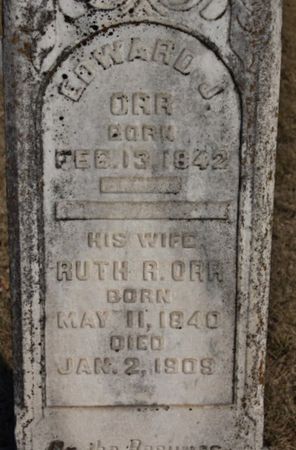 EDWARD J.
ORR
BORN
FEB. 13, 1842
HIS WIFE
RUTH R. ORR
BORN
MAY 11, 1840
DIED
JAN. 2, 1909